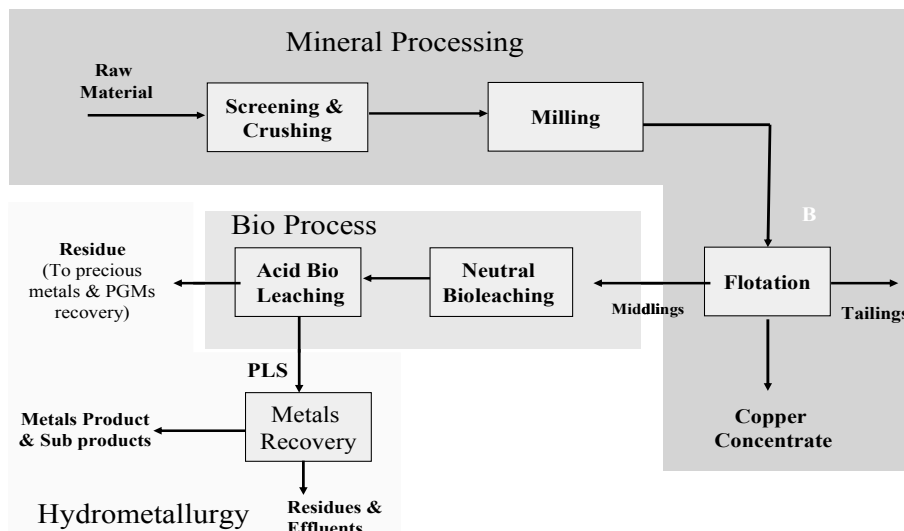 Mineral Processing
Raw
Material
Screening &
Crushing
Milling
B
Bio Process
Residue
(To precious
metals & PGMs
recovery)
Acid Bio
Leaching
Neutral
Bioleaching
Middlings
Flotation
Tailings
PLS
Copper
Concentrate
Metals Product
& Sub products
Metals
Recovery
Hydrometallurgy
Residues &
Effluents